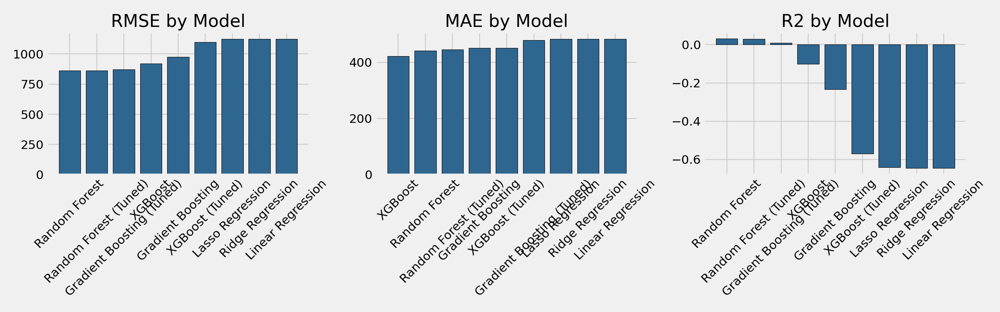 RMSE by Model
1000
750
500
250
0
Random Forest
Random Forest (Tuned)
Gradient Boosting (Tuned)
XGBoost
Gradient Boosting
XGBoost (Tuned)
Lasso Regression
Ridge Regression
Linear Regression
MAE by Model
400
200
0
XGBoost
Random Forest
Random Forest (Tuned)
Gradient Boosting
XGBoost (Tuned)
Gradient Boosting (Tuned)
Lasso Regression
Ridge Regression
Linear Regression
R2 by Model
0.0
−0.2
−0.4
−0.6
Random Forest
Random Forest (Tuned)
Gradient Boosting (Tuned)
XGBoost
Gradient Boosting
XGBoost (Tuned)
Lasso Regression
Ridge Regression
Linear Regression